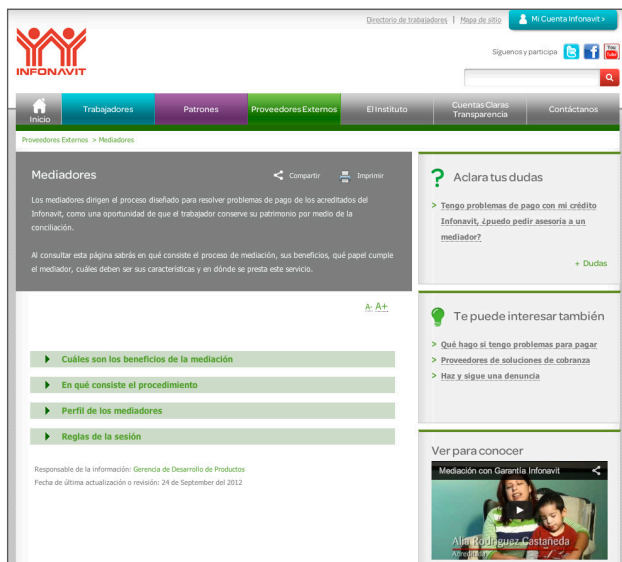 Directorio de trabajadores | Mapa de sitio
Mi Cuenta Infonavit >
INFONAVIT
Síguenos y participa
You Tube
Inicio
Trabajadores
Patrones
Proveedores Externos
El Instituto
Cuentas Claras
Transparencia
Contáctanos
Proveedores Externos > Mediadores
Mediadores
Compartir
Imprimir
Los mediadores dirigen el proceso diseñado para resolver problemas de pago de los acreditados del
Infonavit, como una oportunidad de que el trabajador conserve su patrimonio por medio de la
conciliación.
Al consultar esta página sabrás en qué consiste el proceso de mediación, sus beneficios, qué papel cumple
el mediador, cuáles deben ser sus características y en dónde se presta este servicio.
A- A+
Cuáles son los beneficios de la mediación
En qué consiste el procedimiento
Perfil de los mediadores
Reglas de la sesión
Responsable de la información: Gerencia de Desarrollo de Productos
Fecha de última actualización o revisión: 24 de September del 2012
? Aclara tus dudas
> Tengo problemas de pago con mi crédito
Infonavit, ¿puedo pedir asesoría a un
mediador?
+ Dudas
Te puede interesar también
> Qué hago si tengo problemas para pagar
> Proveedores de soluciones de cobranza
> Haz y sigue una denuncia
Ver para conocer
Mediación con Garantía Infonavit
Alia Rodríguez Castañeda
Acreditada